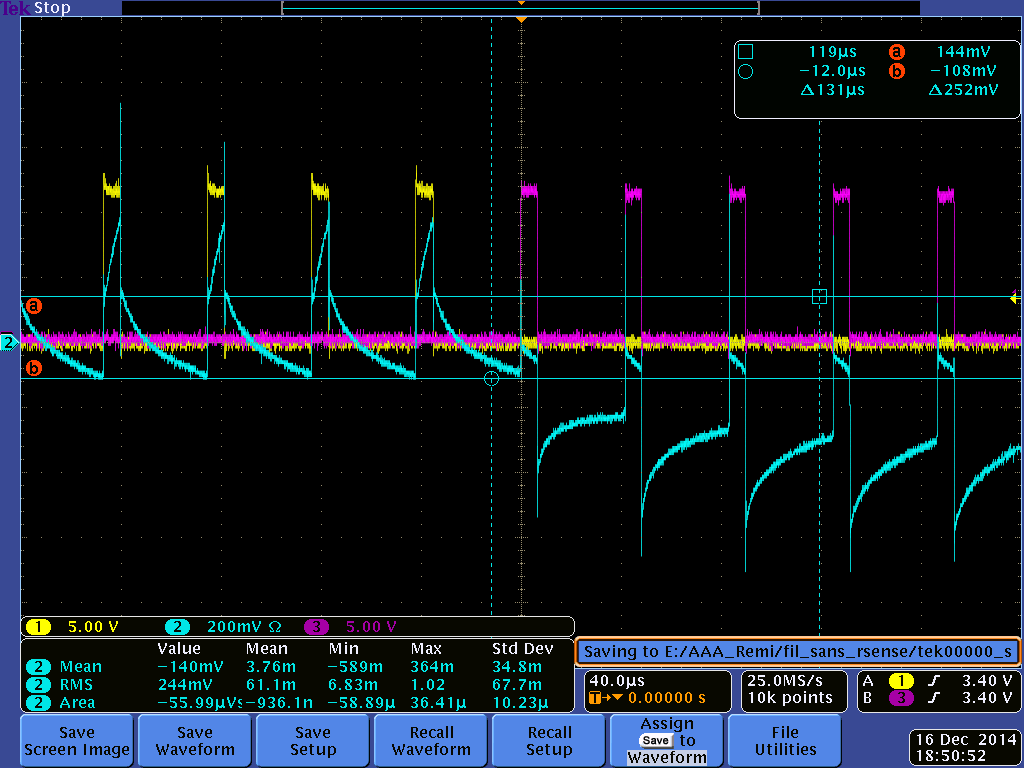 Tek Stop
119µs a 144mV
−12.0µs b −108mV
Δ131µs Δ252mV
a
2
b
1 5.00 V 2 200mV Ω 3 5.00 V
Value Mean Min Max Std Dev
2 Mean −140mV 3.76m −589m 364m 34.8m
2 RMS 244mV 61.1m 6.83m 1.02 67.7m
2 Area −55.99µVs −936.1n −58.89µ 36.41µ 10.23µ
Saving to E:/AAA_Remi/fil_sans_rsense/tek00000_s
40.0µs
T→▼ 0.00000 s
25.0MS/s
10k points
A 1 ʃ 3.40 V
B 3 ʃ 3.40 V
Save
Screen Image
Save
Waveform
Save
Setup
Recall
Waveform
Recall
Setup
Assign
Save to
Waveform
File
Utilities
16 Dec 2014
18:50:52